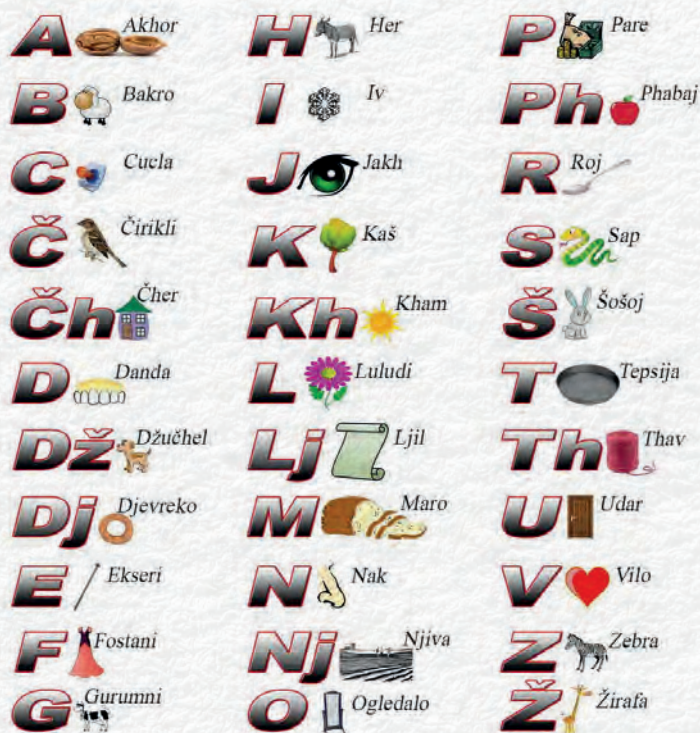 A Akhor
B Bakro
C Cucla
Č Čirikli
Čh Čher
D Danda
Dž Džučhel
Dj Djevreko
E Ekseri
F Fostani
G Gurumni
H Her
I Iv
J Jakh
K Kaš
Kh Kham
L Luludi
Lj Ljil
M Maro
N Nak
Nj Njiva
O Ogledalo
P Pare
Ph Phabaj
R Roj
S Sap
Š Šošoj
T Tepsija
Th Thav
U Udar
V Vilo
Z Zebra
Ž Žirafa